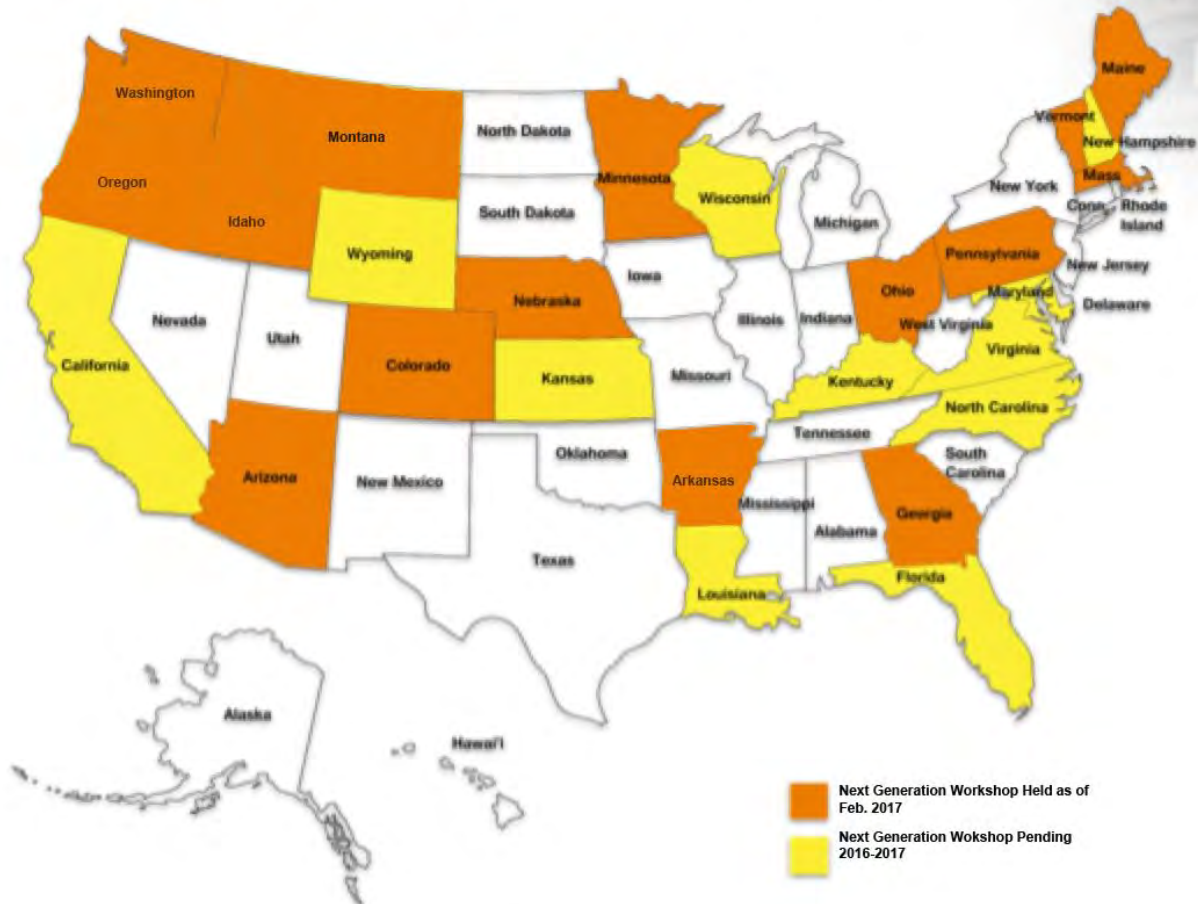 Maine
Washington
Vermont
North Dakota
Montana
New Hampshire
Minnesota
Mass
Oregon
New York
Wisconsin
Conn
Rhode
Island
South Dakota
Michigan
Idaho
Wyoming
Pennsylvania
New Jersey
Iowa
Ohio
Maryland
Nebraska
Delaware
Nevada
Illinois
Indiana
West Virginia
Utah
Virginia
California
Colorado
Kansas
Missouri
Kentucky
North Carolina
Tennessee
Oklahoma
South
Carolina
Arizona
New Mexico
Arkansas
Mississippi
Georgia
Alabama
Texas
Florida
Louisiana
Alaska
Hawai'i
Next Generation Workshop Held as of
Feb. 2017
Next Generation Wokshop Pending
2016-2017